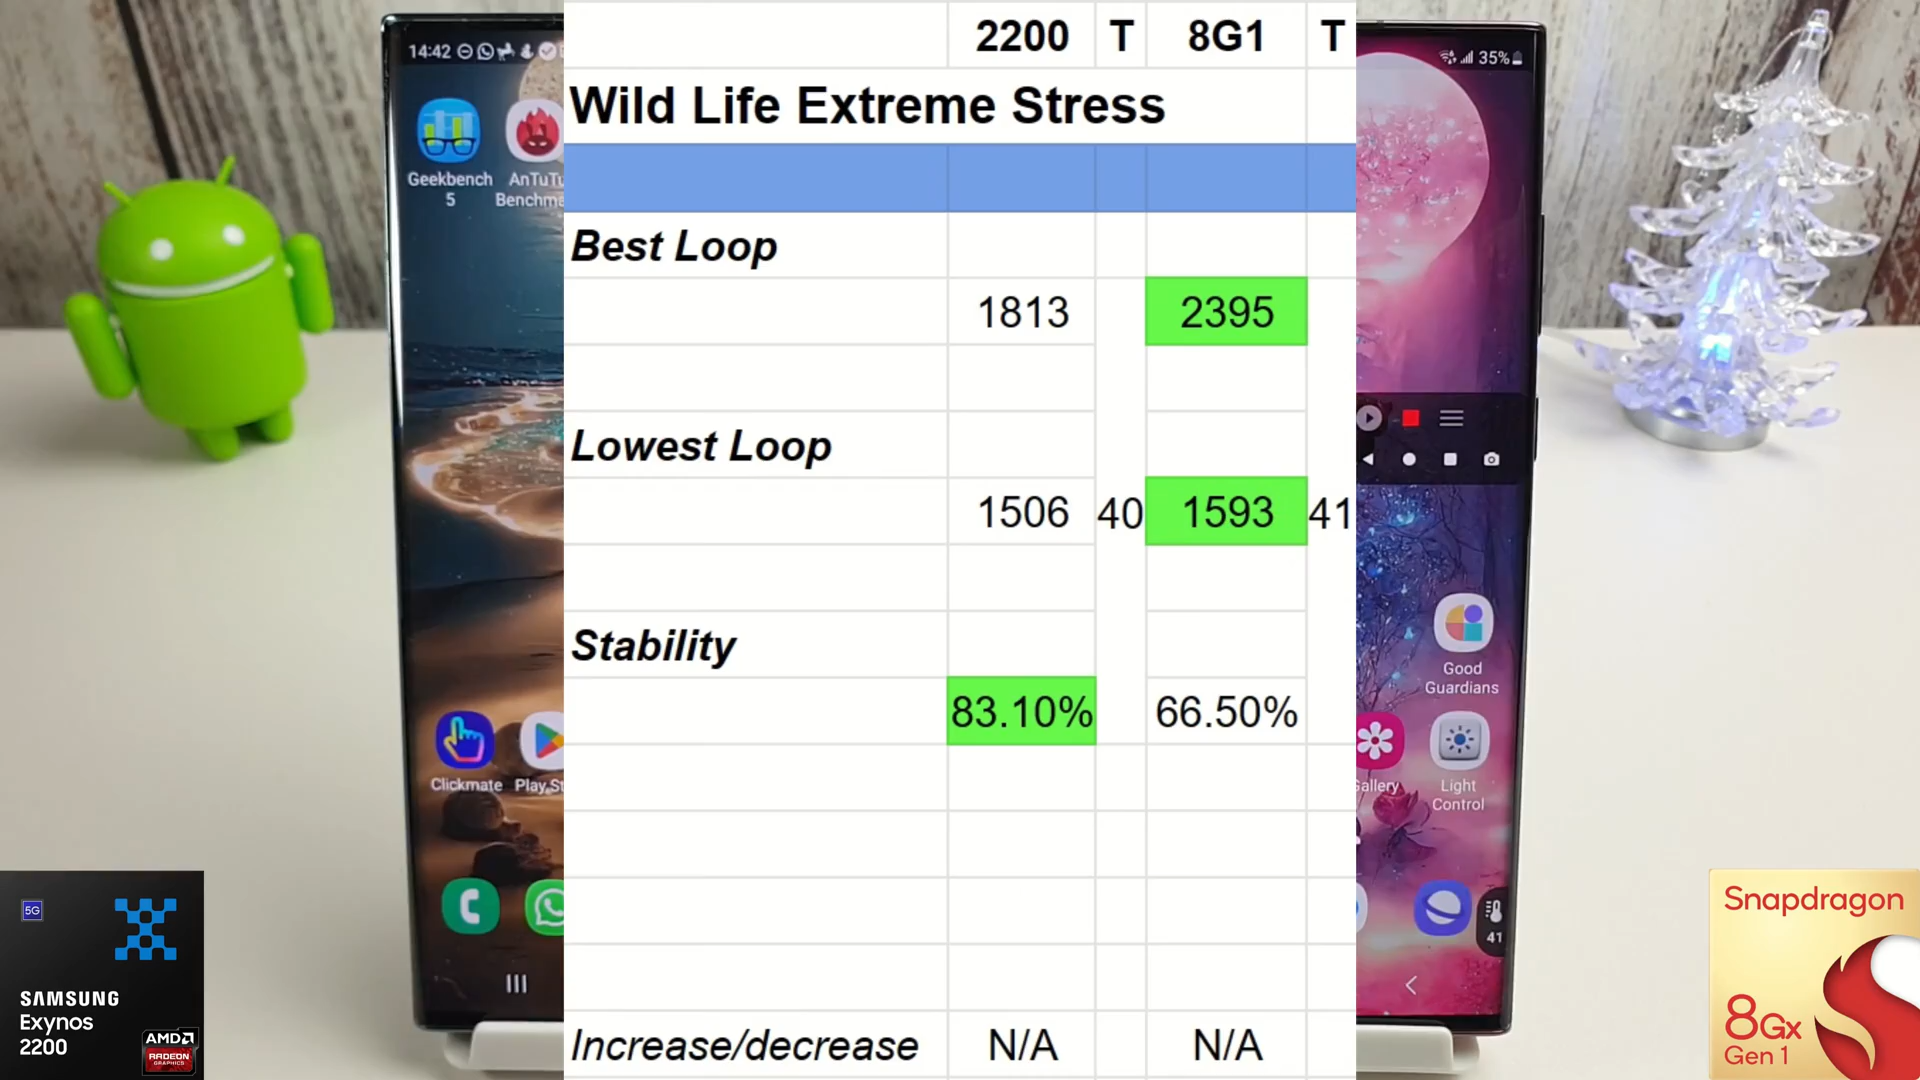 2200 T 8G1 T
Wild Life Extreme Stress
Best Loop
1813 2395
Lowest Loop
1506 40 1593 41
Stability
83.10% 66.50%
Increase/decrease N/A N/A
14:42
Geekbench
5
AnTuTu
Benchma
Clickmate
Play St
35%
Good
Guardians
Gallery
Light
Control
41
5G
SAMSUNG
Exynos
2200
AMD
RADEON
GRAPHICS
Snapdragon
8Gx
Gen 1